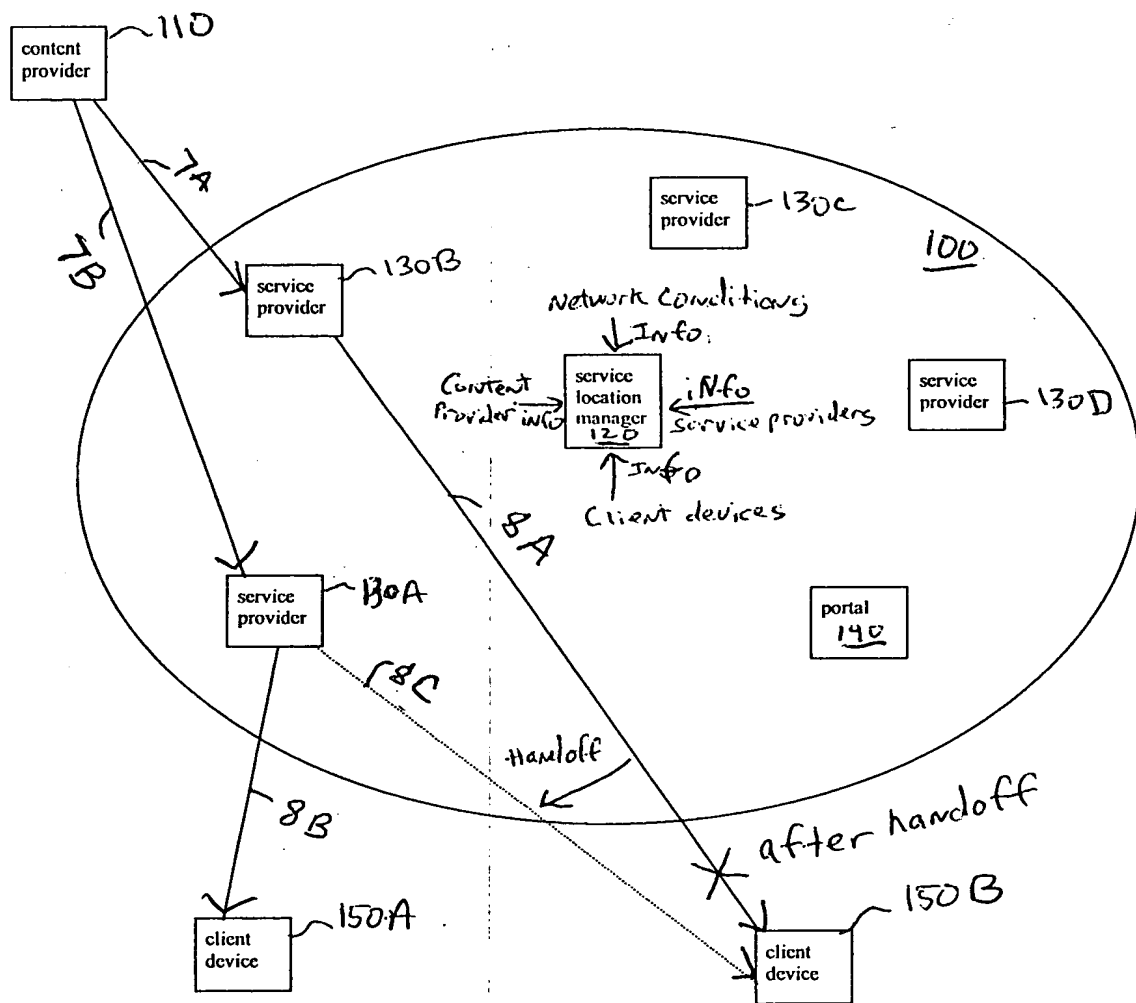 110
content
provider
7A
7B
130B
service
provider
service
provider
130C
100
Network Conditions
Info.
Content
Provider info
service
location
manager
120
iNfo
Service providers
Info
Client devices
service
provider
130D
8A
service
provider
130A
portal
140
8C
Handoff
8B
after handoff
150A
client
device
150B
client
device